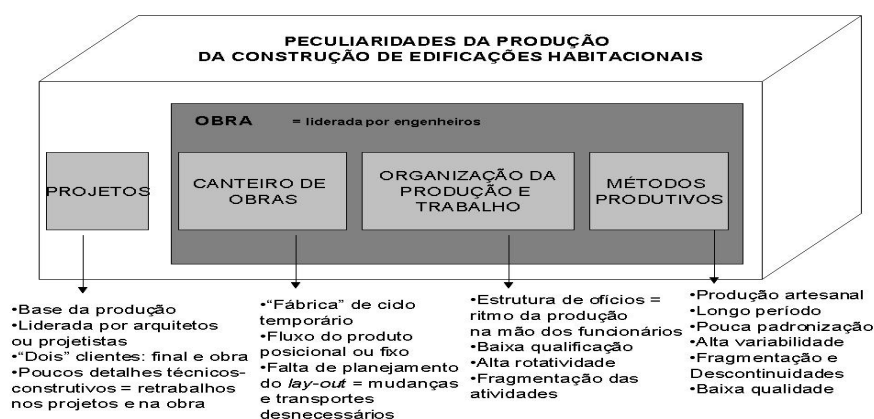 PECULIARIDADES DA PRODUÇÃO
DA CONSTRUÇÃO DE EDIFICAÇÕES HABITACIONAIS
OBRA = liderada por engenheiros
PROJETOS
CANTEIRO DE
OBRAS
ORGANIZAÇÃO DA
PRODUÇÃO E
TRABALHO
MÉTODOS
PRODUTIVOS
•Base da produção
•Liderada por arquitetos
ou projetistas
•“Dois” clientes: final e obra
•Poucos detalhes técnicos-
construtivos = retrabalhos
nos projetos e na obra
•“Fábrica” de ciclo
temporário
•Fluxo do produto
posicional ou fixo
•Falta de planejamento
do lay-out = mudanças
e transportes
desnecessários
•Estrutura de ofícios =
ritmo da produção
na mão dos funcionários
•Baixa qualificação
•Alta rotatividade
•Fragmentação das
atividades
•Produção artesanal
•Longo período
•Pouca padronização
•Alta variabilidade
•Fragmentação e
Descontinuidades
•Baixa qualidade